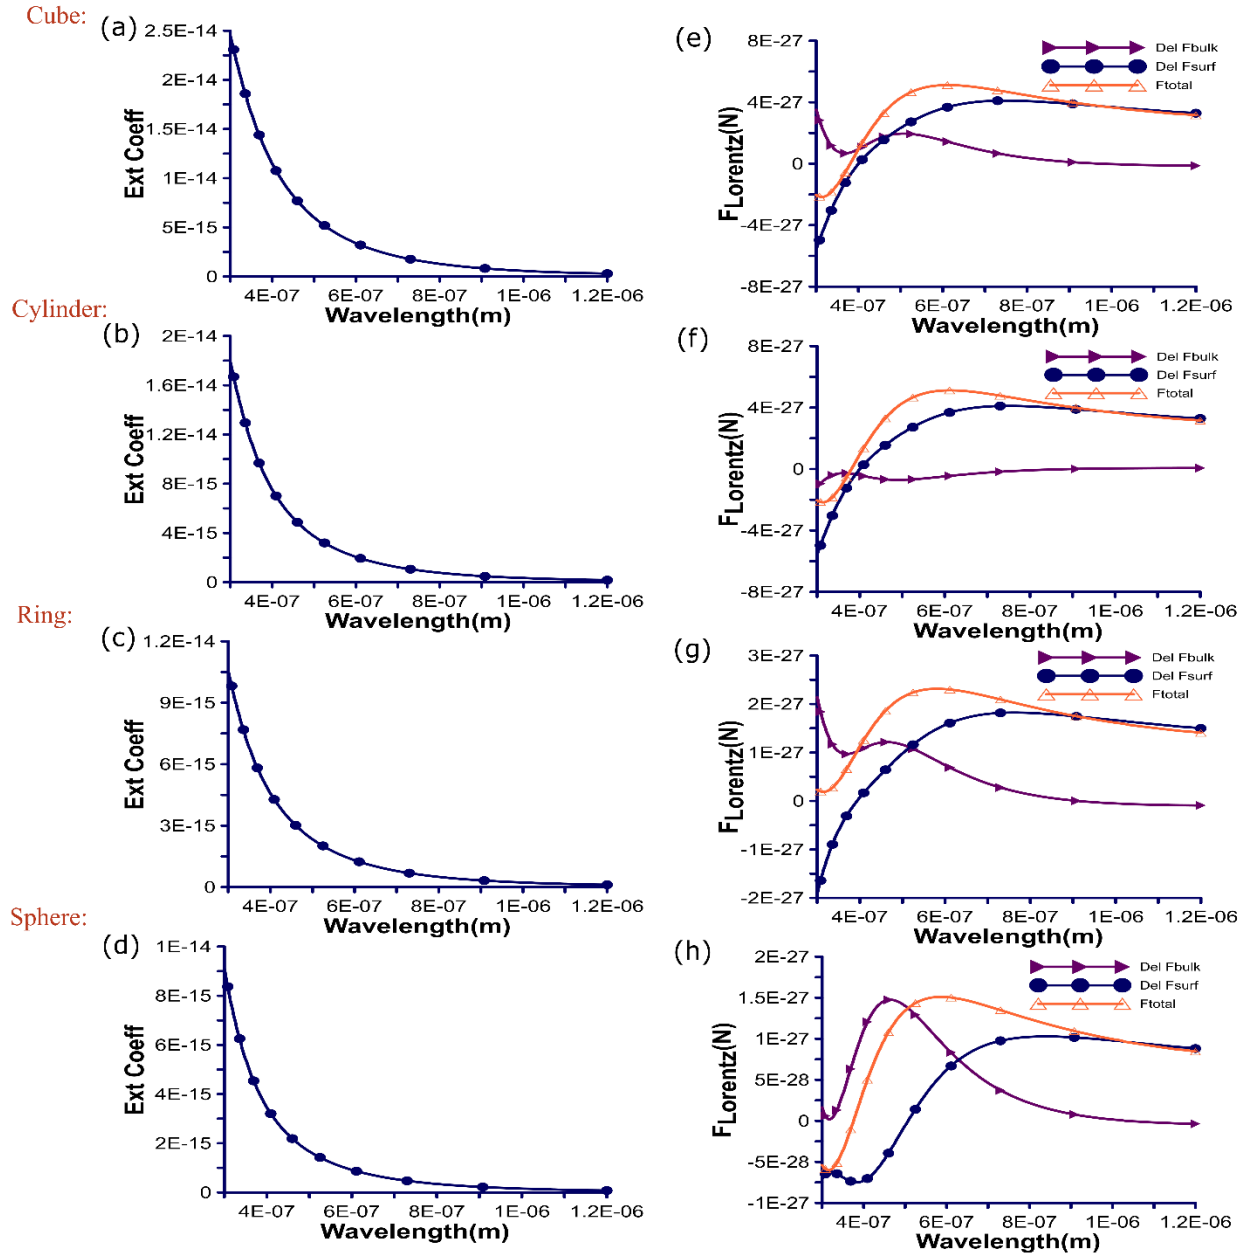 Cube:
(a)
2.5E-14
2E-14
1.5E-14
1E-14
5E-15
0
Ext Coeff
4E-07 6E-07 8E-07 1E-06 1.2E-06
Wavelength(m)
(e)
8E-27
4E-27
0
-4E-27
-8E-27
FLorentz(N)
Del Fbulk
Del Fsurf
Ftotal
4E-07 6E-07 8E-07 1E-06 1.2E-06
Wavelength(m)
Cylinder:
(b)
2E-14
1.6E-14
1.2E-14
8E-15
4E-15
0
Ext Coeff
4E-07 6E-07 8E-07 1E-06 1.2E-06
Wavelength(m)
(f)
8E-27
4E-27
0
-4E-27
-8E-27
FLorentz(N)
Del Fbulk
Del Fsurf
Ftotal
4E-07 6E-07 8E-07 1E-06 1.2E-06
Wavelength(m)
Ring:
(c)
1.2E-14
9E-15
6E-15
3E-15
0
Ext Coeff
4E-07 6E-07 8E-07 1E-06 1.2E-06
Wavelength(m)
(g)
3E-27
2E-27
1E-27
0
-1E-27
-2E-27
FLorentz(N)
Del Fbulk
Del Fsurf
Ftotal
4E-07 6E-07 8E-07 1E-06 1.2E-06
Wavelength(m)
Sphere:
(d)
1E-14
8E-15
6E-15
4E-15
2E-15
0
Ext Coeff
4E-07 6E-07 8E-07 1E-06 1.2E-06
Wavelength(m)
(h)
2E-27
1.5E-27
1E-27
5E-28
0
-5E-28
-1E-27
FLorentz(N)
Del Fbulk
Del Fsurf
Ftotal
4E-07 6E-07 8E-07 1E-06 1.2E-06
Wavelength(m)